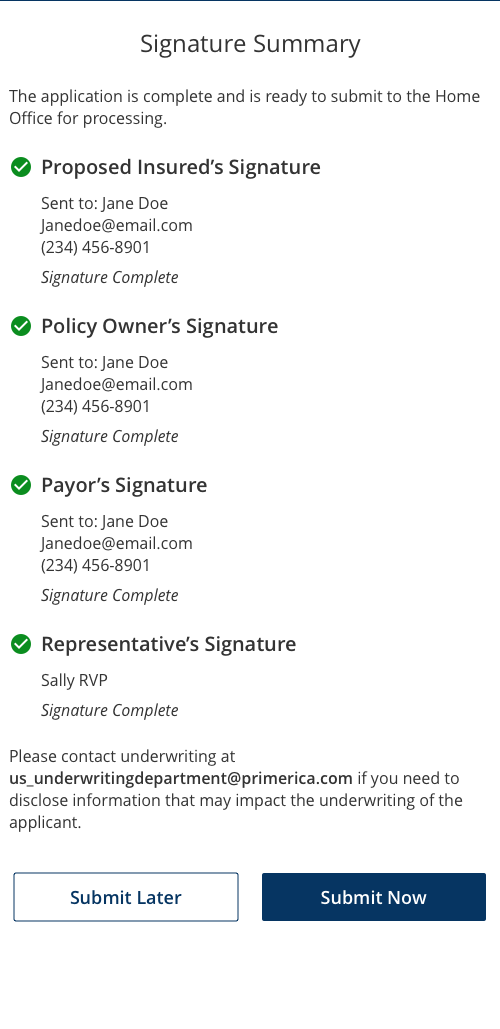 Signature Summary
The application is complete and is ready to submit to the Home
Office for processing.
Proposed Insured’s Signature
Sent to: Jane Doe
Janedoe@email.com
(234) 456-8901
Signature Complete
Policy Owner’s Signature
Sent to: Jane Doe
Janedoe@email.com
(234) 456-8901
Signature Complete
Payor’s Signature
Sent to: Jane Doe
Janedoe@email.com
(234) 456-8901
Signature Complete
Representative’s Signature
Sally RVP
Signature Complete
Please contact underwriting at
us_underwritingdepartment@primerica.com if you need to
disclose information that may impact the underwriting of the
applicant.
Submit Later
Submit Now